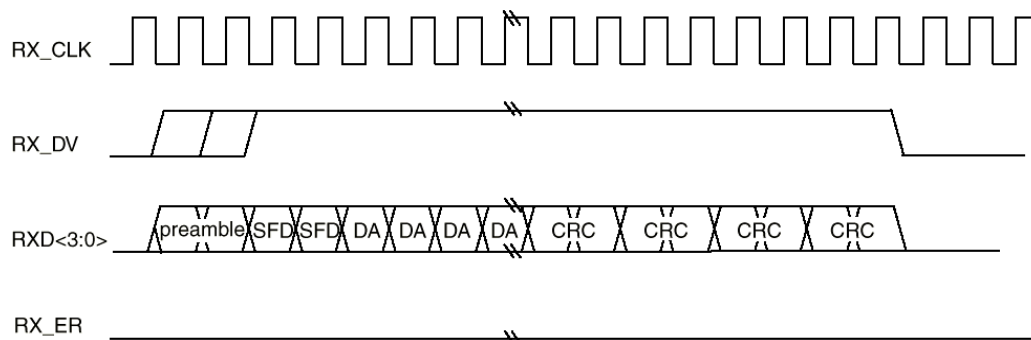 RX_CLK
RX_DV
RXD<3:0>
preamble SFD SFD DA DA DA DA CRC CRC CRC CRC
RX_ER